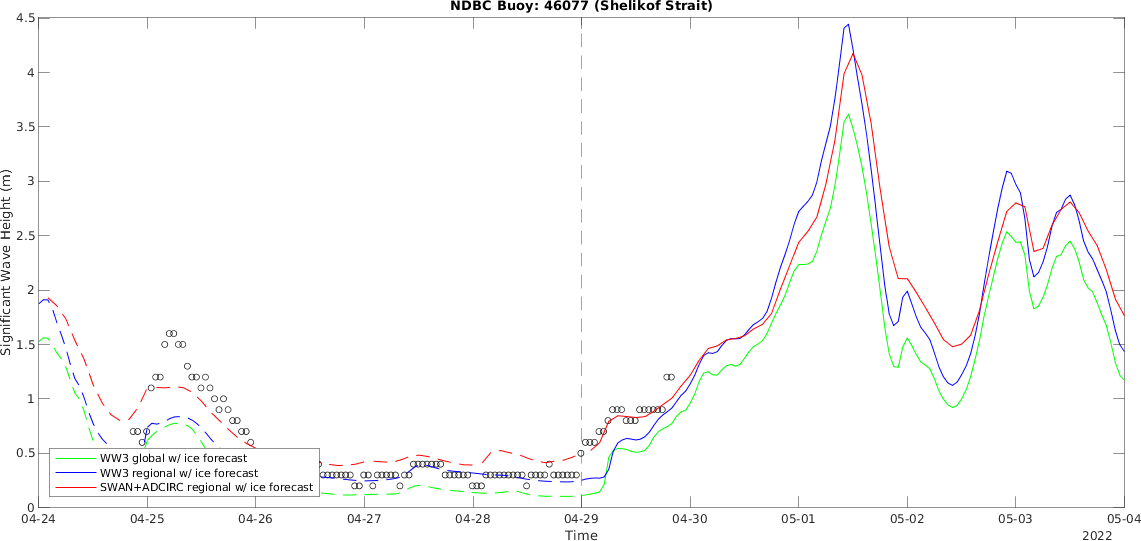 NDBC Buoy: 46077 (Shelikof Strait)
Significant Wave Height (m)
4.5
4
3.5
3
2.5
2
1.5
1
0.5
0
WW3 global w/ ice forecast
WW3 regional w/ ice forecast
SWAN+ADCIRC regional w/ ice forecast
04-24 04-25 04-26 04-27 04-28 04-29 04-30 05-01 05-02 05-03 05-04
Time
2022